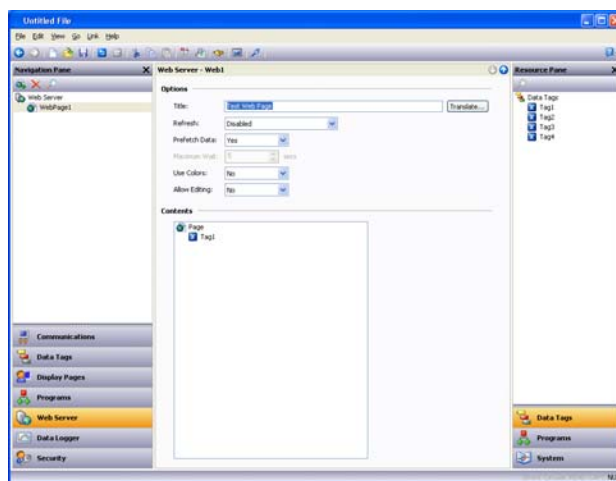 Untitled File
File Edit View Go Link Help
Navigation Pane
Web Server
WebPage1
Communications
Data Tags
Display Pages
Programs
Web Server
Data Logger
Security
Web Server - Web1
Options
Title: Test Web Page Translate...
Refresh: Disabled
Prefetch Data: Yes
Maximum Wait: 5 secs
Use Colors: No
Allow Editing: No
Contents
Page
Tag1
Resource Pane
Data Tags
Tag1
Tag2
Tag3
Tag4
Data Tags
Programs
System